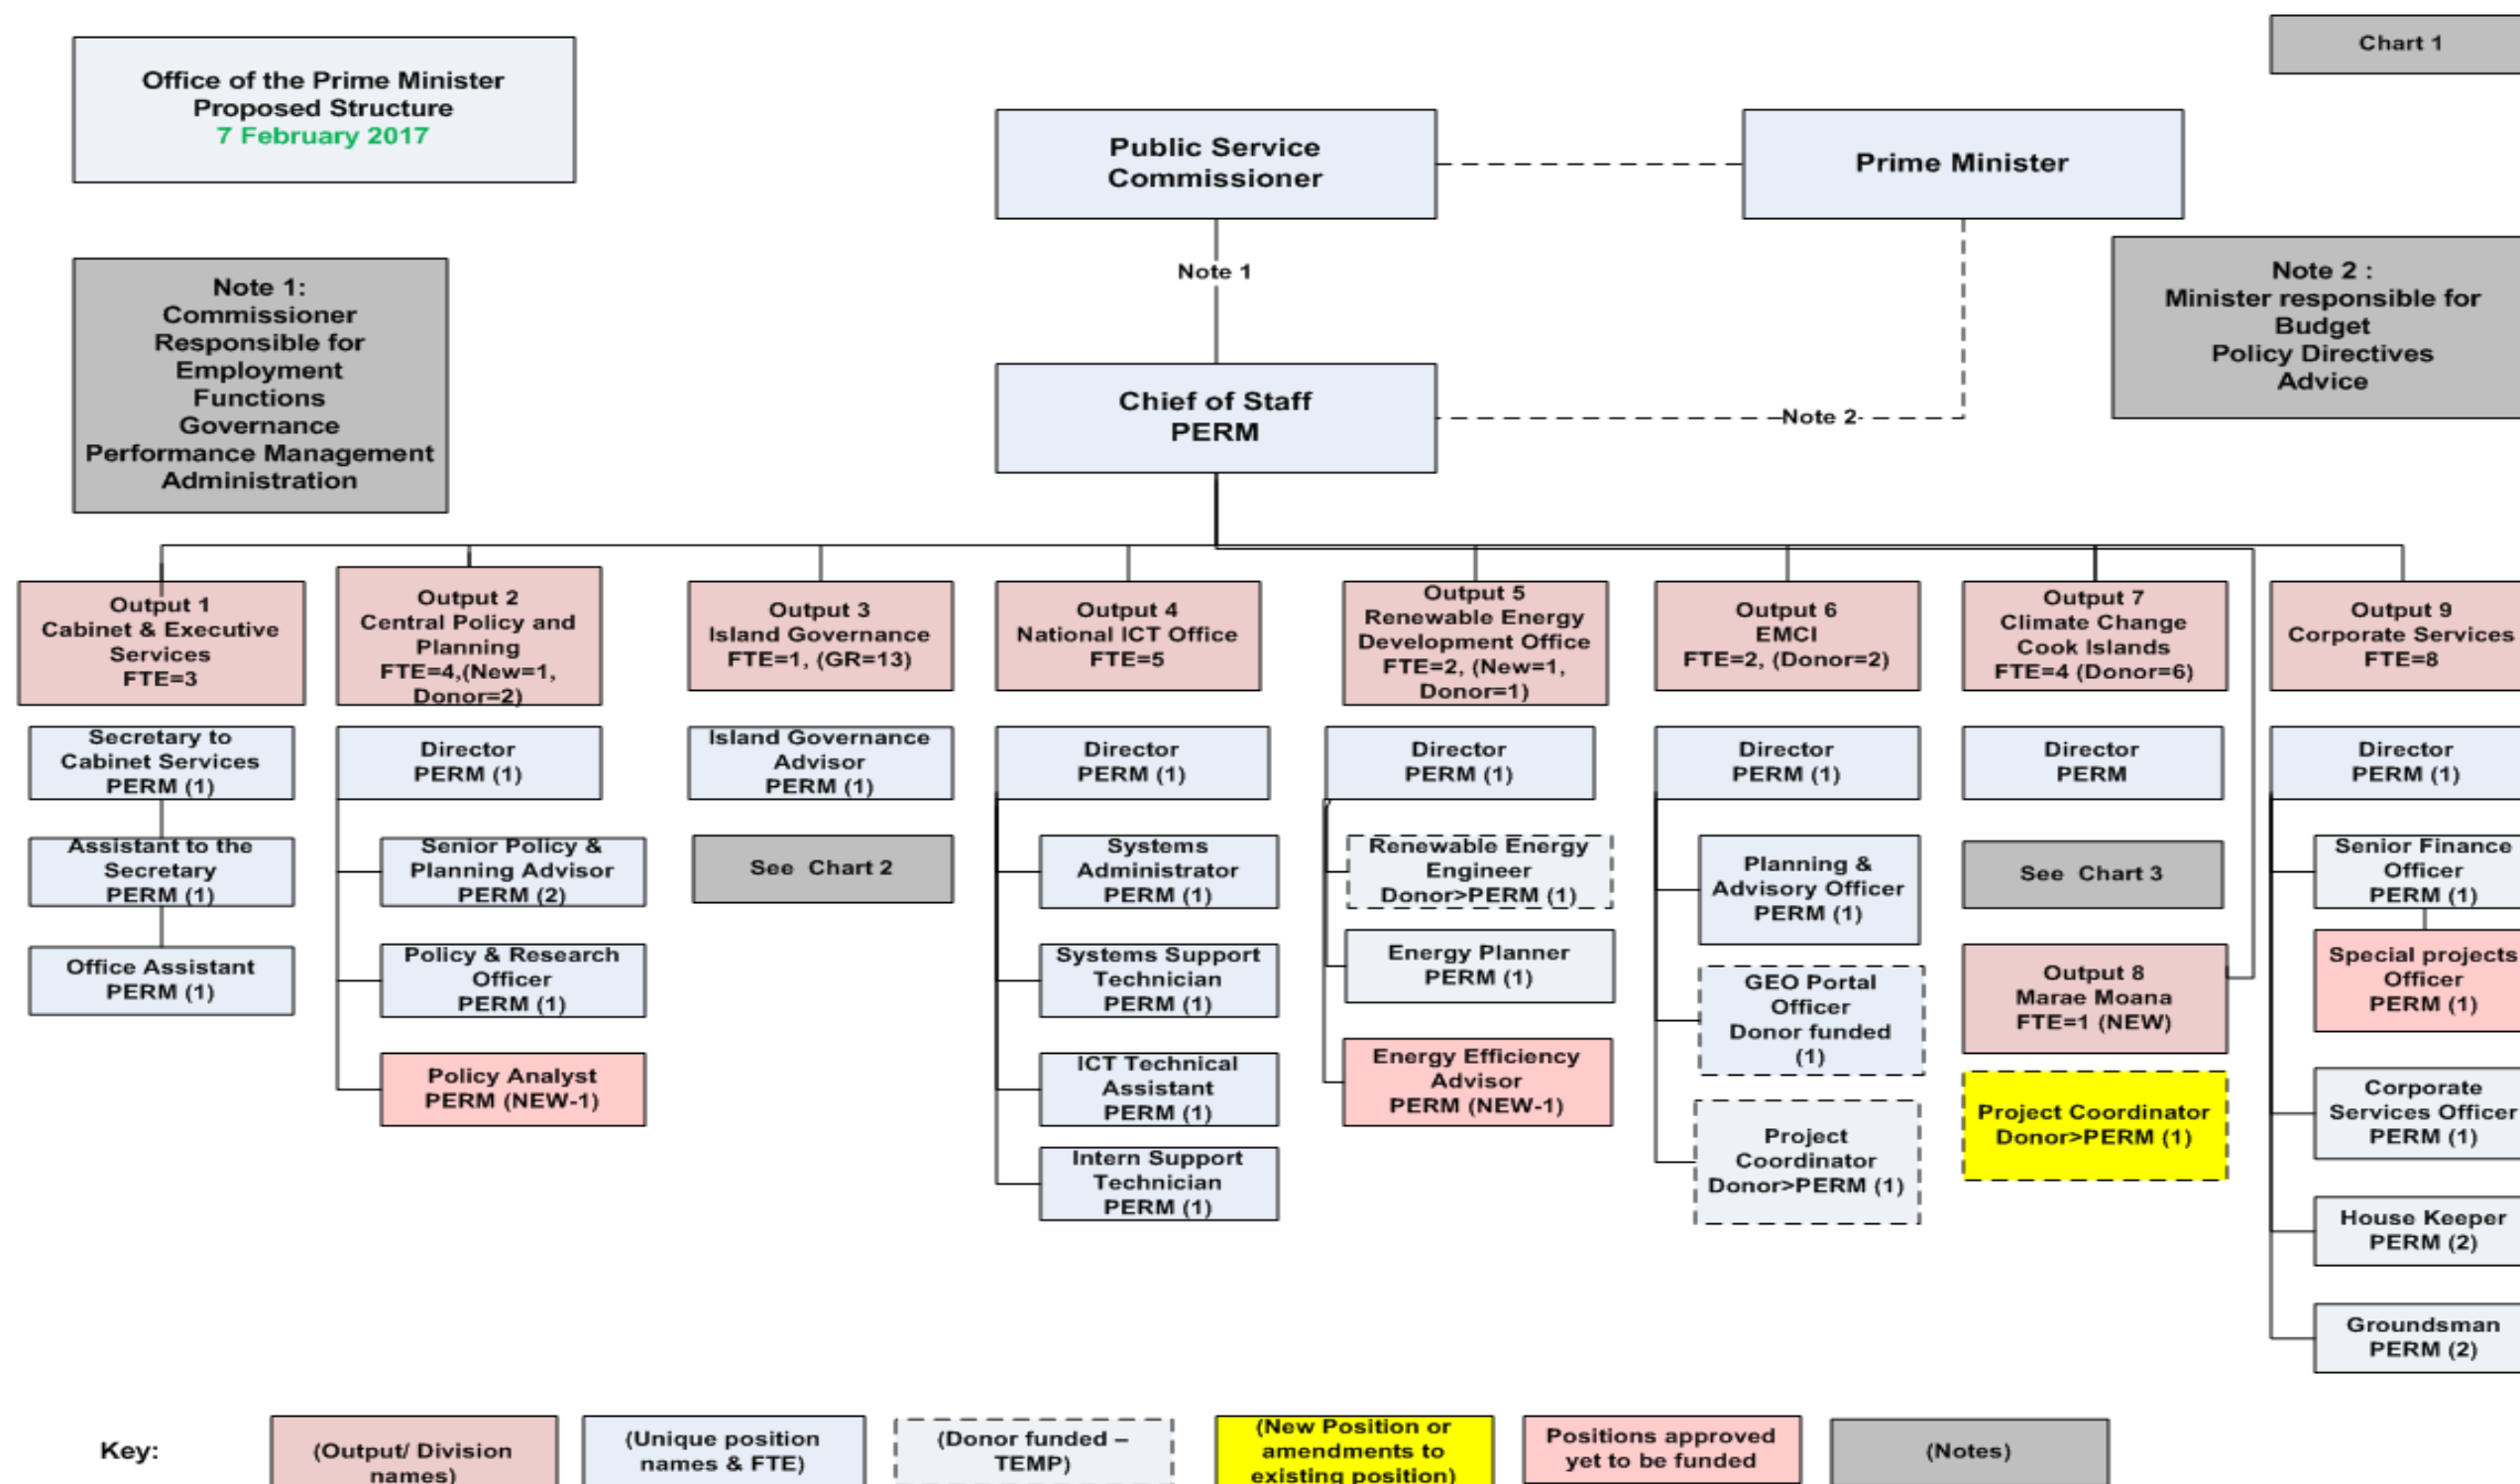 Chart 1
Office of the Prime Minister
Proposed Structure
7 February 2017
Public Service
Commissioner
Prime Minister
Note 1:
Commissioner
Responsible for
Employment
Functions
Governance
Performance Management
Administration
Note 1
Note 2 :
Minister responsible for
Budget
Policy Directives
Advice
Chief of Staff
PERM
Note 2
Output 1
Cabinet & Executive
Services
FTE=3
Secretary to
Cabinet Services
PERM (1)
Assistant to the
Secretary
PERM (1)
Office Assistant
PERM (1)
Output 2
Central Policy and
Planning
FTE=4,(New=1,
Donor=2)
Director
PERM (1)
Senior Policy &
Planning Advisor
PERM (2)
Policy & Research
Officer
PERM (1)
Policy Analyst
PERM (NEW-1)
Output 3
Island Governance
FTE=1, (GR=13)
Island Governance
Advisor
PERM (1)
See Chart 2
Output 4
National ICT Office
FTE=5
Director
PERM (1)
Systems
Administrator
PERM (1)
Systems Support
Technician
PERM (1)
ICT Technical
Assistant
PERM (1)
Intern Support
Technician
PERM (1)
Output 5
Renewable Energy
Development Office
FTE=2, (New=1,
Donor=1)
Director
PERM (1)
Renewable Energy
Engineer
Donor>PERM (1)
Energy Planner
PERM (1)
Energy Efficiency
Advisor
PERM (NEW-1)
Output 6
EMCI
FTE=2, (Donor=2)
Director
PERM (1)
Planning &
Advisory Officer
PERM (1)
GEO Portal
Officer
Donor funded
(1)
Project
Coordinator
Donor>PERM (1)
Output 7
Climate Change
Cook Islands
FTE=4 (Donor=6)
Director
PERM
See Chart 3
Output 8
Marae Moana
FTE=1 (NEW)
Project Coordinator
Donor>PERM (1)
Output 9
Corporate Services
FTE=8
Director
PERM (1)
Senior Finance
Officer
PERM (1)
Special projects
Officer
PERM (1)
Corporate
Services Officer
PERM (1)
House Keeper
PERM (2)
Groundsman
PERM (2)
Key:
(Output/ Division
names)
(Unique position
names & FTE)
(Donor funded –
TEMP)
(New Position or
amendments to
existing position)
Positions approved
yet to be funded
(Notes)